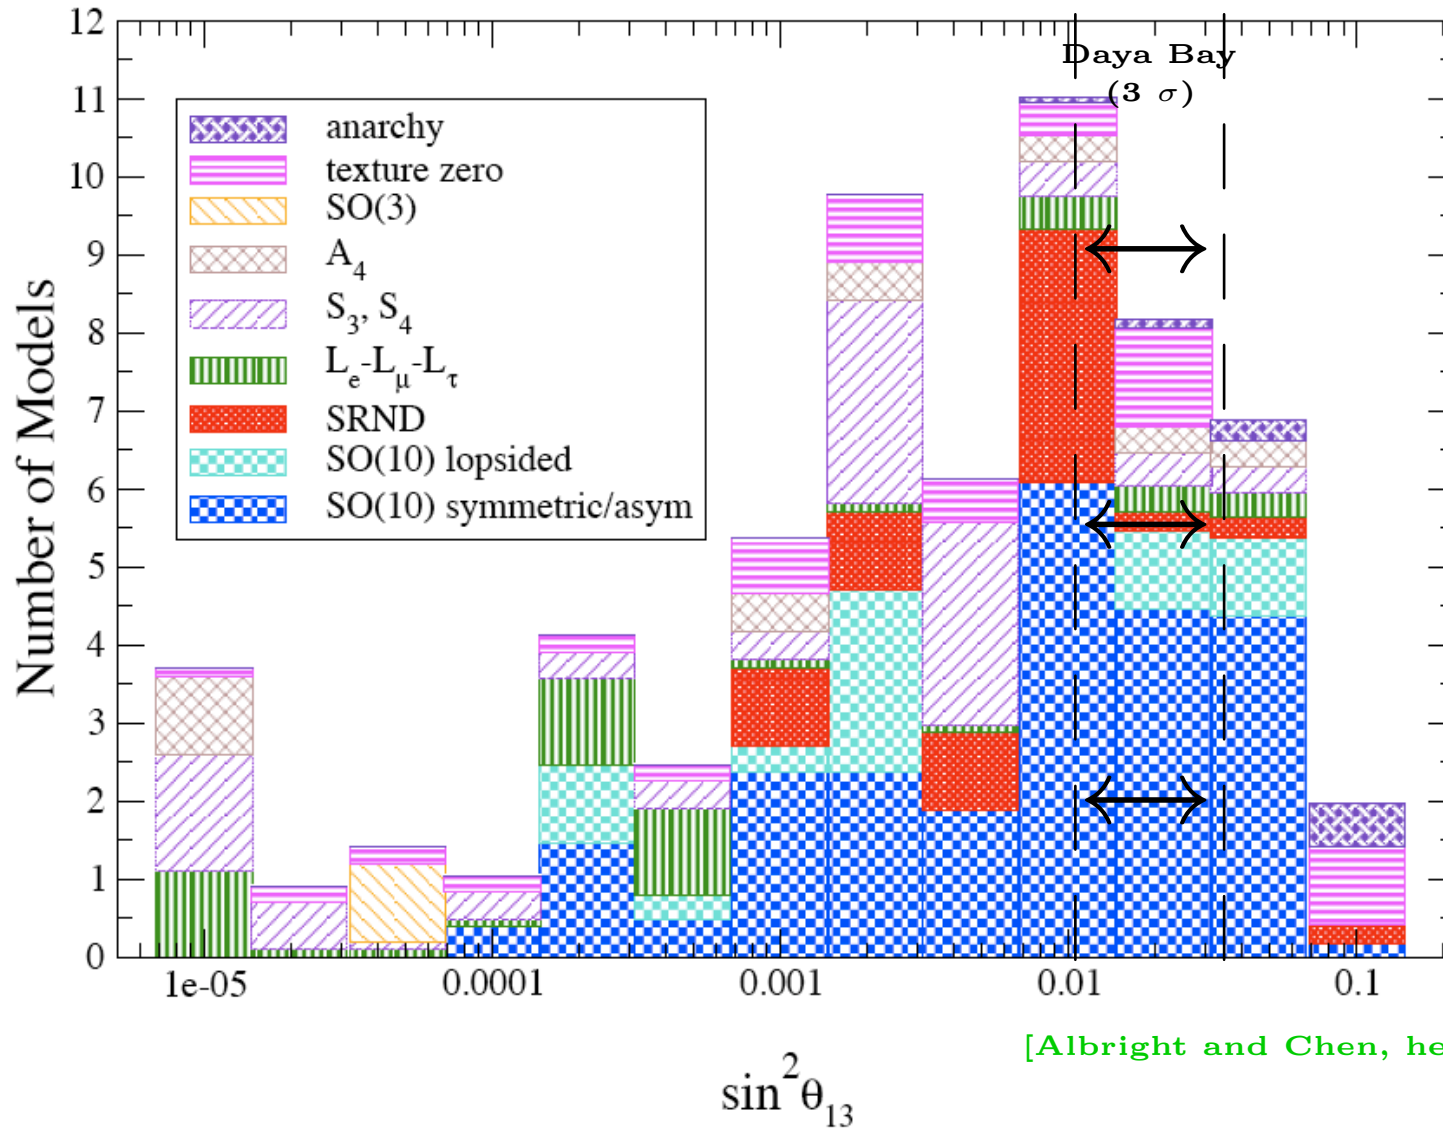 12
11
10
9
8
7
6
5
4
3
2
1
0
Number of Models
Daya Bay
(3 σ)
anarchy
texture zero
SO(3)
A₄
S₃, S₄
Lₑ-L_μ-L_τ
SRND
SO(10) lopsided
SO(10) symmetric/asym
1e-05 0.0001 0.001 0.01 0.1
[Albright and Chen, he
sin²θ₁₃